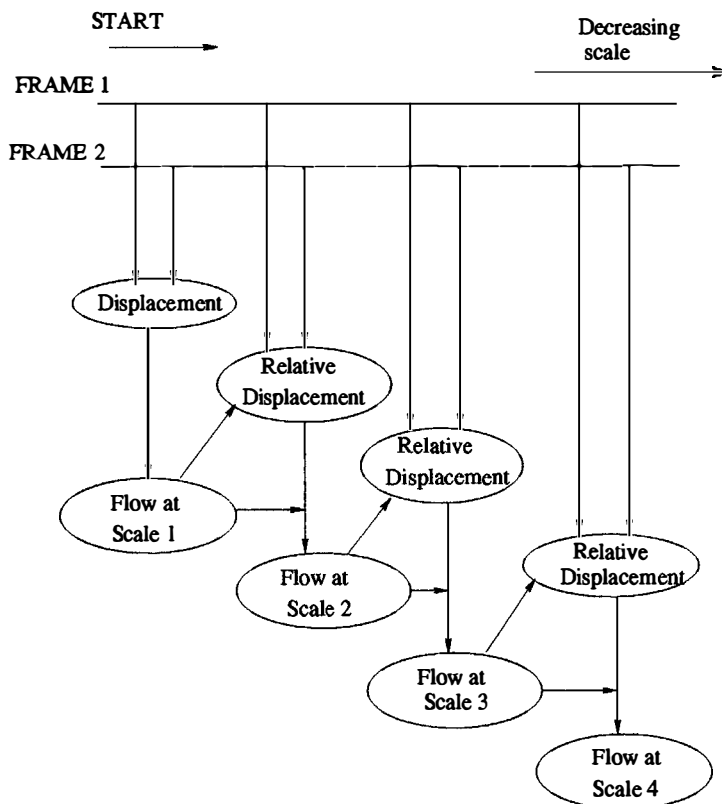 START
Decreasing
scale
FRAME 1
FRAME 2
Displacement
Relative
Displacement
Relative
Displacement
Flow at
Scale 1
Relative
Displacement
Flow at
Scale 2
Flow at
Scale 3
Flow at
Scale 4